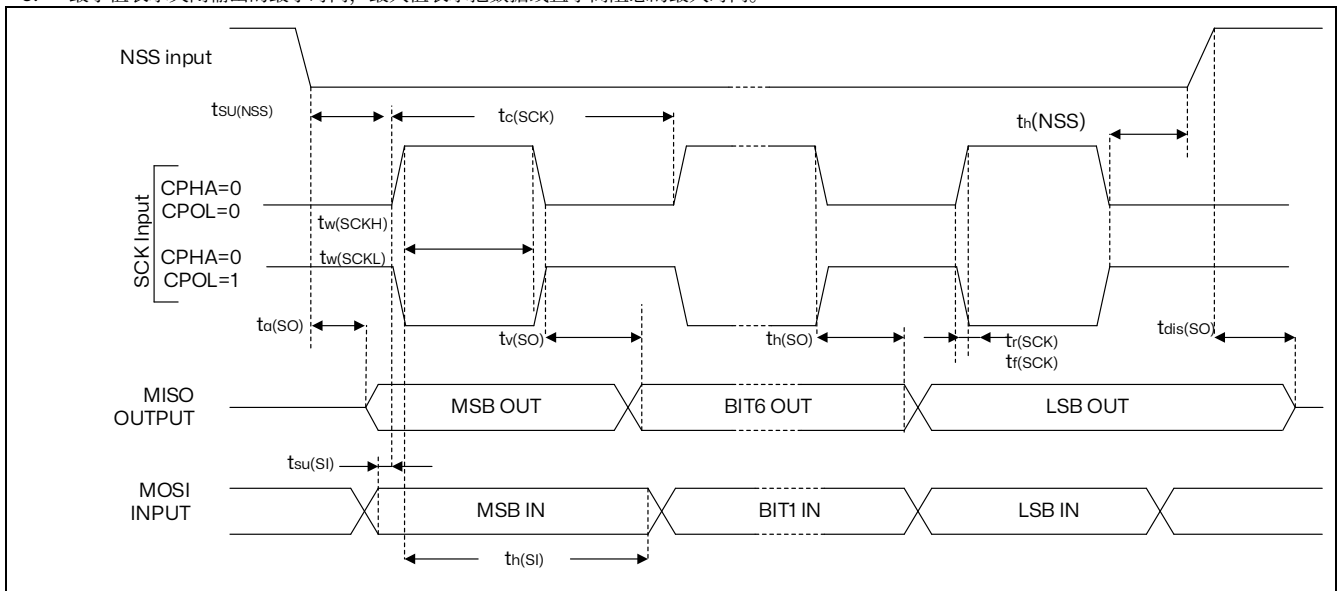 NSS input
tSU(NSS)
tc(SCK)
th(NSS)
SCK Input
CPHA=0
CPOL=0
tw(SCKH)
CPHA=0
CPOL=1
tw(SCKL)
ta(SO)
tv(SO)
th(SO)
tr(SCK)
tf(SCK)
tdis(SO)
MISO
OUTPUT
MSB OUT
BIT6 OUT
LSB OUT
tsu(SI)
MOSI
INPUT
MSB IN
BIT1 IN
LSB IN
th(SI)